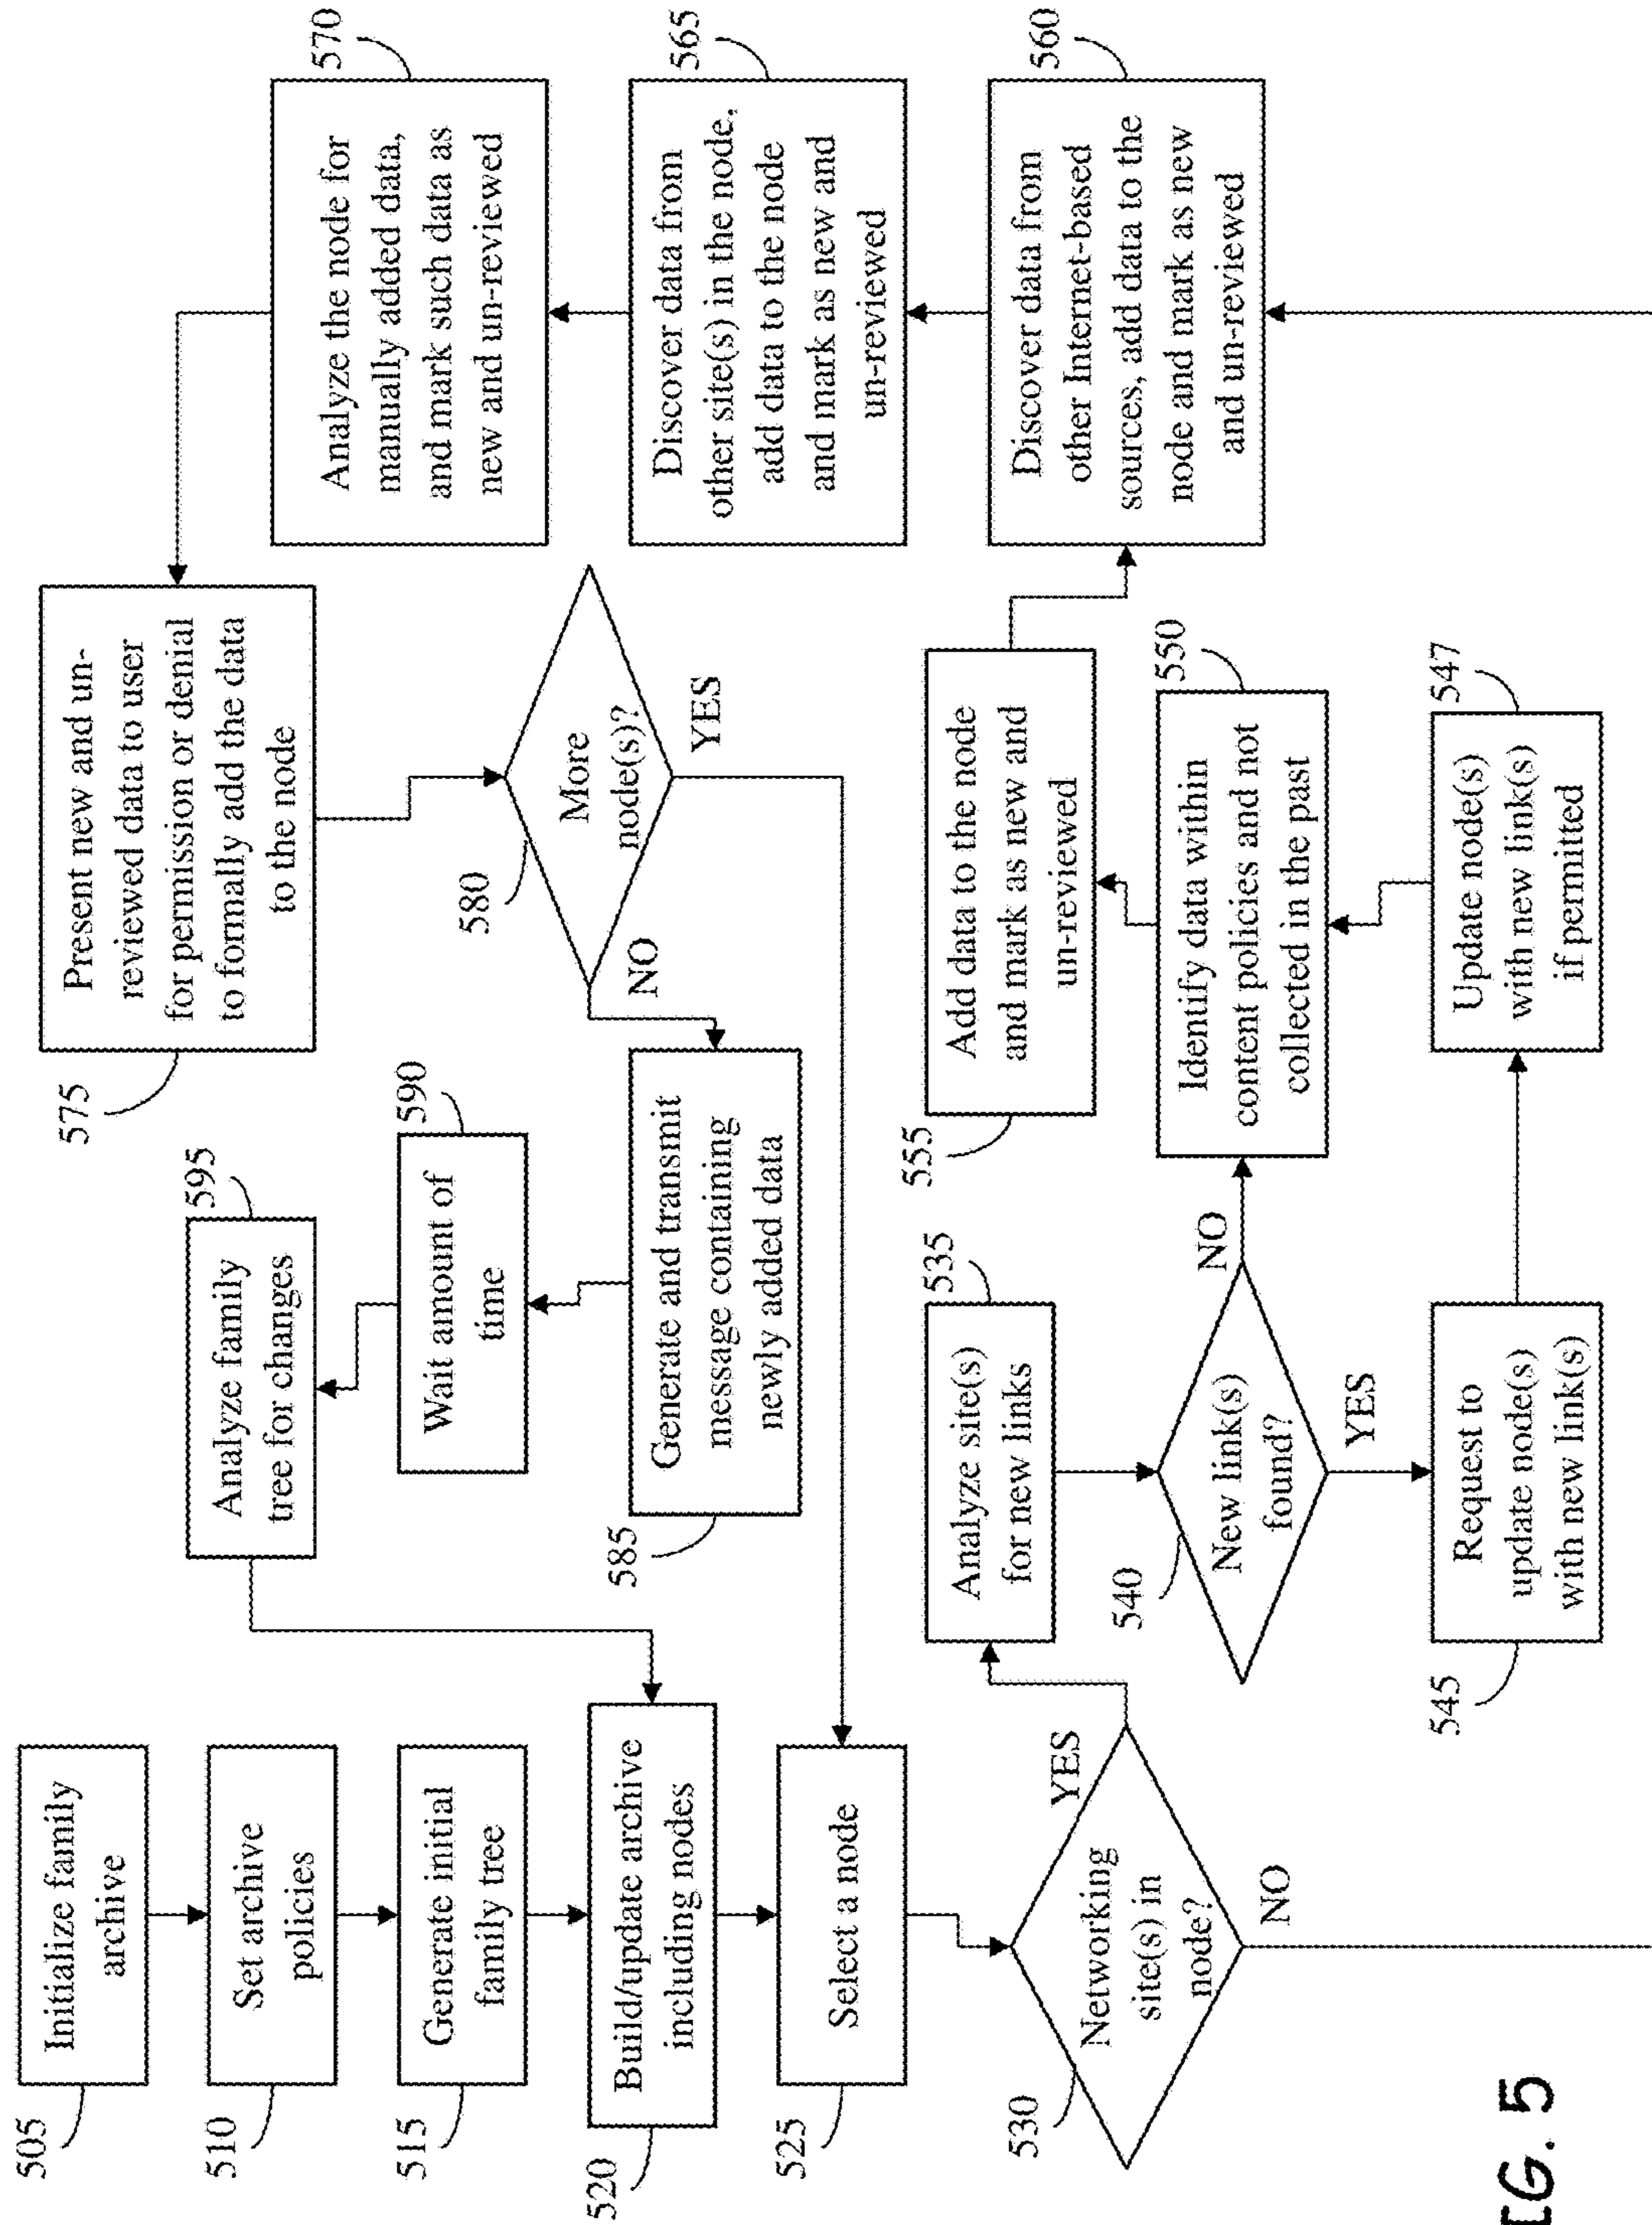 505
Initialize family
archive
510
Set archive
policies
515
Generate initial
family tree
520
Build/update archive
including nodes
525
Select a node
530
Networking
site(s) in
node?
YES
NO
535
Analyze site(s)
for new links
540
New link(s)
found?
NO
YES
545
Request to
update node(s)
with new link(s)
547
Update node(s)
with new link(s)
if permitted
550
Identify data within
content policies and not
collected in the past
555
Add data to the node
and mark as new and
un-reviewed
560
Discover data from
other Internet-based
sources, add data to the
node and mark as new
and un-reviewed
565
Discover data from
other site(s) in the node,
add data to the node
and mark as new and
un-reviewed
570
Analyze the node for
manually added data,
and mark such data as
new and un-reviewed
575
Present new and un-
reviewed data to user
for permission or denial
to formally add the data
to the node
580
More
node(s)?
YES
NO
585
Generate and transmit
message containing
newly added data
590
Wait amount of
time
595
Analyze family
tree for changes
IG. 5